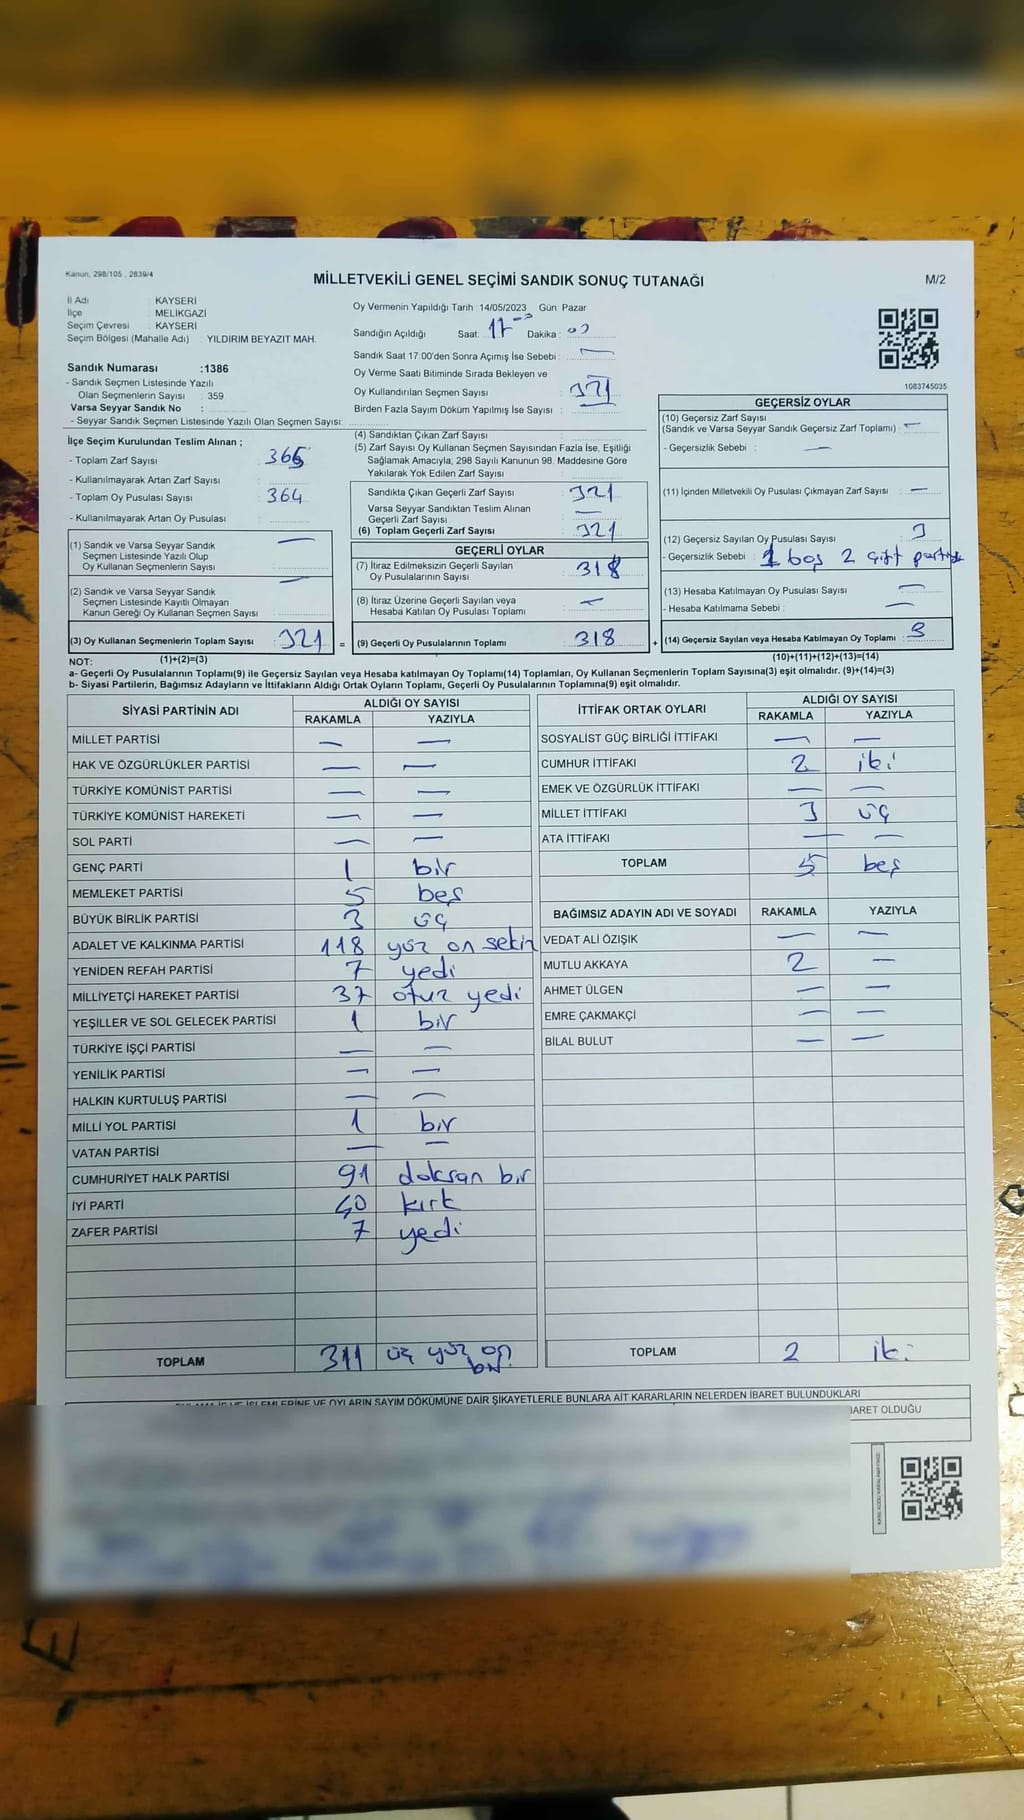 Kanun, 298/105 , 2839/4
MİLLETVEKİLİ GENEL SEÇİMİ SANDIK SONUÇ TUTANAĞI
M/2
İl Adı : KAYSERİ
İlçe : MELİKGAZİ
Seçim Çevresi : KAYSERİ
Seçim Bölgesi (Mahalle Adı) : YILDIRIM BEYAZIT MAH.
Sandık Numarası :1386
- Sandık Seçmen Listesinde Yazılı
Olan Seçmenlerin Sayısı : 359
Varsa Seyyar Sandık No :
- Seyyar Sandık Seçmen Listesinde Yazılı Olan Seçmen Sayısı:
Oy Vermenin Yapıldığı Tarih :14/05/2023 Gün: Pazar
Sandığın Açıldığı Saat: 17 Dakika :
Sandık Saat 17:00'den Sonra Açımış İse Sebebi : —
Oy Verme Saati Bitiminde Sırada Bekleyen ve
Oy Kullandırılan Seçmen Sayısı : 321
Birden Fazla Sayım Döküm Yapılmış İse Sayısı :
1083745035
İlçe Seçim Kurulundan Teslim Alınan ;
- Toplam Zarf Sayısı : 365
- Kullanılmayarak Artan Zarf Sayısı :
- Toplam Oy Pusulası Sayısı : 364
- Kullanılmayarak Artan Oy Pusulası :
(4) Sandıktan Çıkan Zarf Sayısı :
(5) Zarf Sayısı Oy Kullanan Seçmen Sayısından Fazla İse, Eşitliği
Sağlamak Amacıyla, 298 Sayılı Kanunun 98. Maddesine Göre
Yakılarak Yok Edilen Zarf Sayısı :
Sandıkta Çıkan Geçerli Zarf Sayısı : 321
Varsa Seyyar Sandıktan Teslim Alınan
Geçerli Zarf Sayısı : —
(6) Toplam Geçerli Zarf Sayısı : 321
GEÇERSİZ OYLAR
(10) Geçersiz Zarf Sayısı
(Sandık ve Varsa Seyyar Sandık Geçersiz Zarf Toplamı) : —
- Geçersizlik Sebebi : —
(11) İçinden Milletvekili Oy Pusulası Çıkmayan Zarf Sayısı : —
(12) Geçersiz Sayılan Oy Pusulası Sayısı : 3
- Geçersizlik Sebebi : 1 boş 2 çift
(13) Hesaba Katılmayan Oy Pusulası Sayısı : —
- Hesaba Katılmama Sebebi : —
(14) Geçersiz Sayılan veya Hesaba Katılmayan Oy Toplamı : 3
(10)+(11)+(12)+(13)=(14)
(1) Sandık ve Varsa Seyyar Sandık
Seçmen Listesinde Yazılı Olup
Oy Kullanan Seçmenlerin Sayısı : —
(2) Sandık ve Varsa Seyyar Sandık
Seçmen Listesinde Kayıtlı Olmayan
Kanun Gereği Oy Kullanan Seçmen Sayısı : —
(3) Oy Kullanan Seçmenlerin Toplam Sayısı : 321 =
(1)+(2)=(3)
GEÇERLİ OYLAR
(7) İtiraz Edilmeksizin Geçerli Sayılan
Oy Pusulalarının Sayısı : 318
(8) İtiraz Üzerine Geçerli Sayılan veya
Hesaba Katılan Oy Pusulası Toplamı : —
(9) Geçerli Oy Pusulalarının Toplamı : 318 +
NOT:
a- Geçerli Oy Pusulalarının Toplamı(9) ile Geçersiz Sayılan veya Hesaba katılmayan Oy Toplamı(14) Toplamları, Oy Kullanan Seçmenlerin Toplam Sayısına(3) eşit olmalıdır. (9)+(14)=(3)
b- Siyasi Partilerin, Bağımsız Adayların ve İttifakların Aldığı Ortak Oyların Toplamı, Geçerli Oy Pusulalarının Toplamına(9) eşit olmalıdır.
SİYASİ PARTİNİN ADI
ALDIĞI OY SAYISI
RAKAMLA YAZIYLA
MİLLET PARTİSİ — —
HAK VE ÖZGÜRLÜKLER PARTİSİ — —
TÜRKİYE KOMÜNİST PARTİSİ — —
TÜRKİYE KOMÜNİST HAREKETİ — —
SOL PARTİ — —
GENÇ PARTİ 1 bir
MEMLEKET PARTİSİ 5 beş
BÜYÜK BİRLİK PARTİSİ 3 üç
ADALET VE KALKINMA PARTİSİ 118 yüz on sekiz
YENİDEN REFAH PARTİSİ 7 yedi
MİLLİYETÇİ HAREKET PARTİSİ 37 otuz yedi
YEŞİLLER VE SOL GELECEK PARTİSİ 1 bir
TÜRKİYE İŞÇİ PARTİSİ — —
YENİLİK PARTİSİ — —
HALKIN KURTULUŞ PARTİSİ — —
MİLLİ YOL PARTİSİ 1 bir
VATAN PARTİSİ — —
CUMHURİYET HALK PARTİSİ 91 doksan bir
İYİ PARTİ 40 kırk
ZAFER PARTİSİ 7 yedi
TOPLAM 311 üç yüz on
bir
İTTİFAK ORTAK OYLARI
ALDIĞI OY SAYISI
RAKAMLA YAZIYLA
SOSYALİST GÜÇ BİRLİĞİ İTTİFAKI — —
CUMHUR İTTİFAKI 2 iki
EMEK VE ÖZGÜRLÜK İTTİFAKI — —
MİLLET İTTİFAKI 3 üç
ATA İTTİFAKI — —
TOPLAM 5 beş
BAĞIMSIZ ADAYIN ADI VE SOYADI RAKAMLA YAZIYLA
VEDAT ALİ ÖZIŞIK — —
MUTLU AKKAYA 2 —
AHMET ÜLGEN — —
EMRE ÇAKMAKÇİ — —
BİLAL BULUT — —
TOPLAM 2 iki
OYLARIN SAYIM DÖKÜMÜNE DAİR ŞİKAYETLERLE BUNLARA AİT KARARLARIN NELERDEN İBARET BULUNDUKLARI
İBARET OLDUĞU